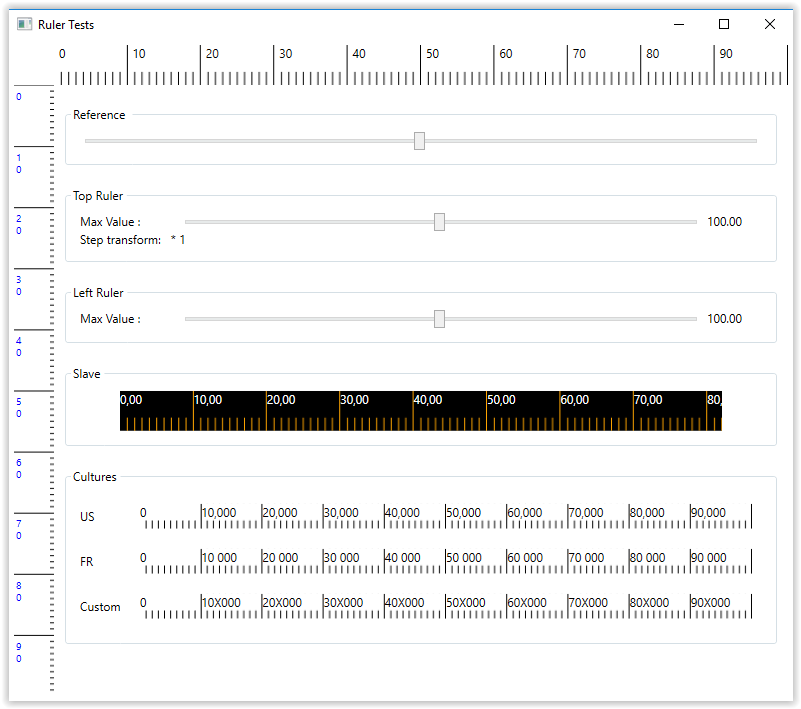 Ruler Tests
0 10 20 30 40 50 60 70 80 90
0
1
0
2
0
3
0
4
0
5
0
6
0
7
0
8
0
9
0
Reference
Top Ruler
Max Value : 100.00
Step transform: * 1
Left Ruler
Max Value : 100.00
Slave
0,00 10,00 20,00 30,00 40,00 50,00 60,00 70,00 80,
Cultures
US 0 10,000 20,000 30,000 40,000 50,000 60,000 70,000 80,000 90,000
FR 0 10 000 20 000 30 000 40 000 50 000 60 000 70 000 80 000 90 000
Custom 0 10X000 20X000 30X000 40X000 50X000 60X000 70X000 80X000 90X000